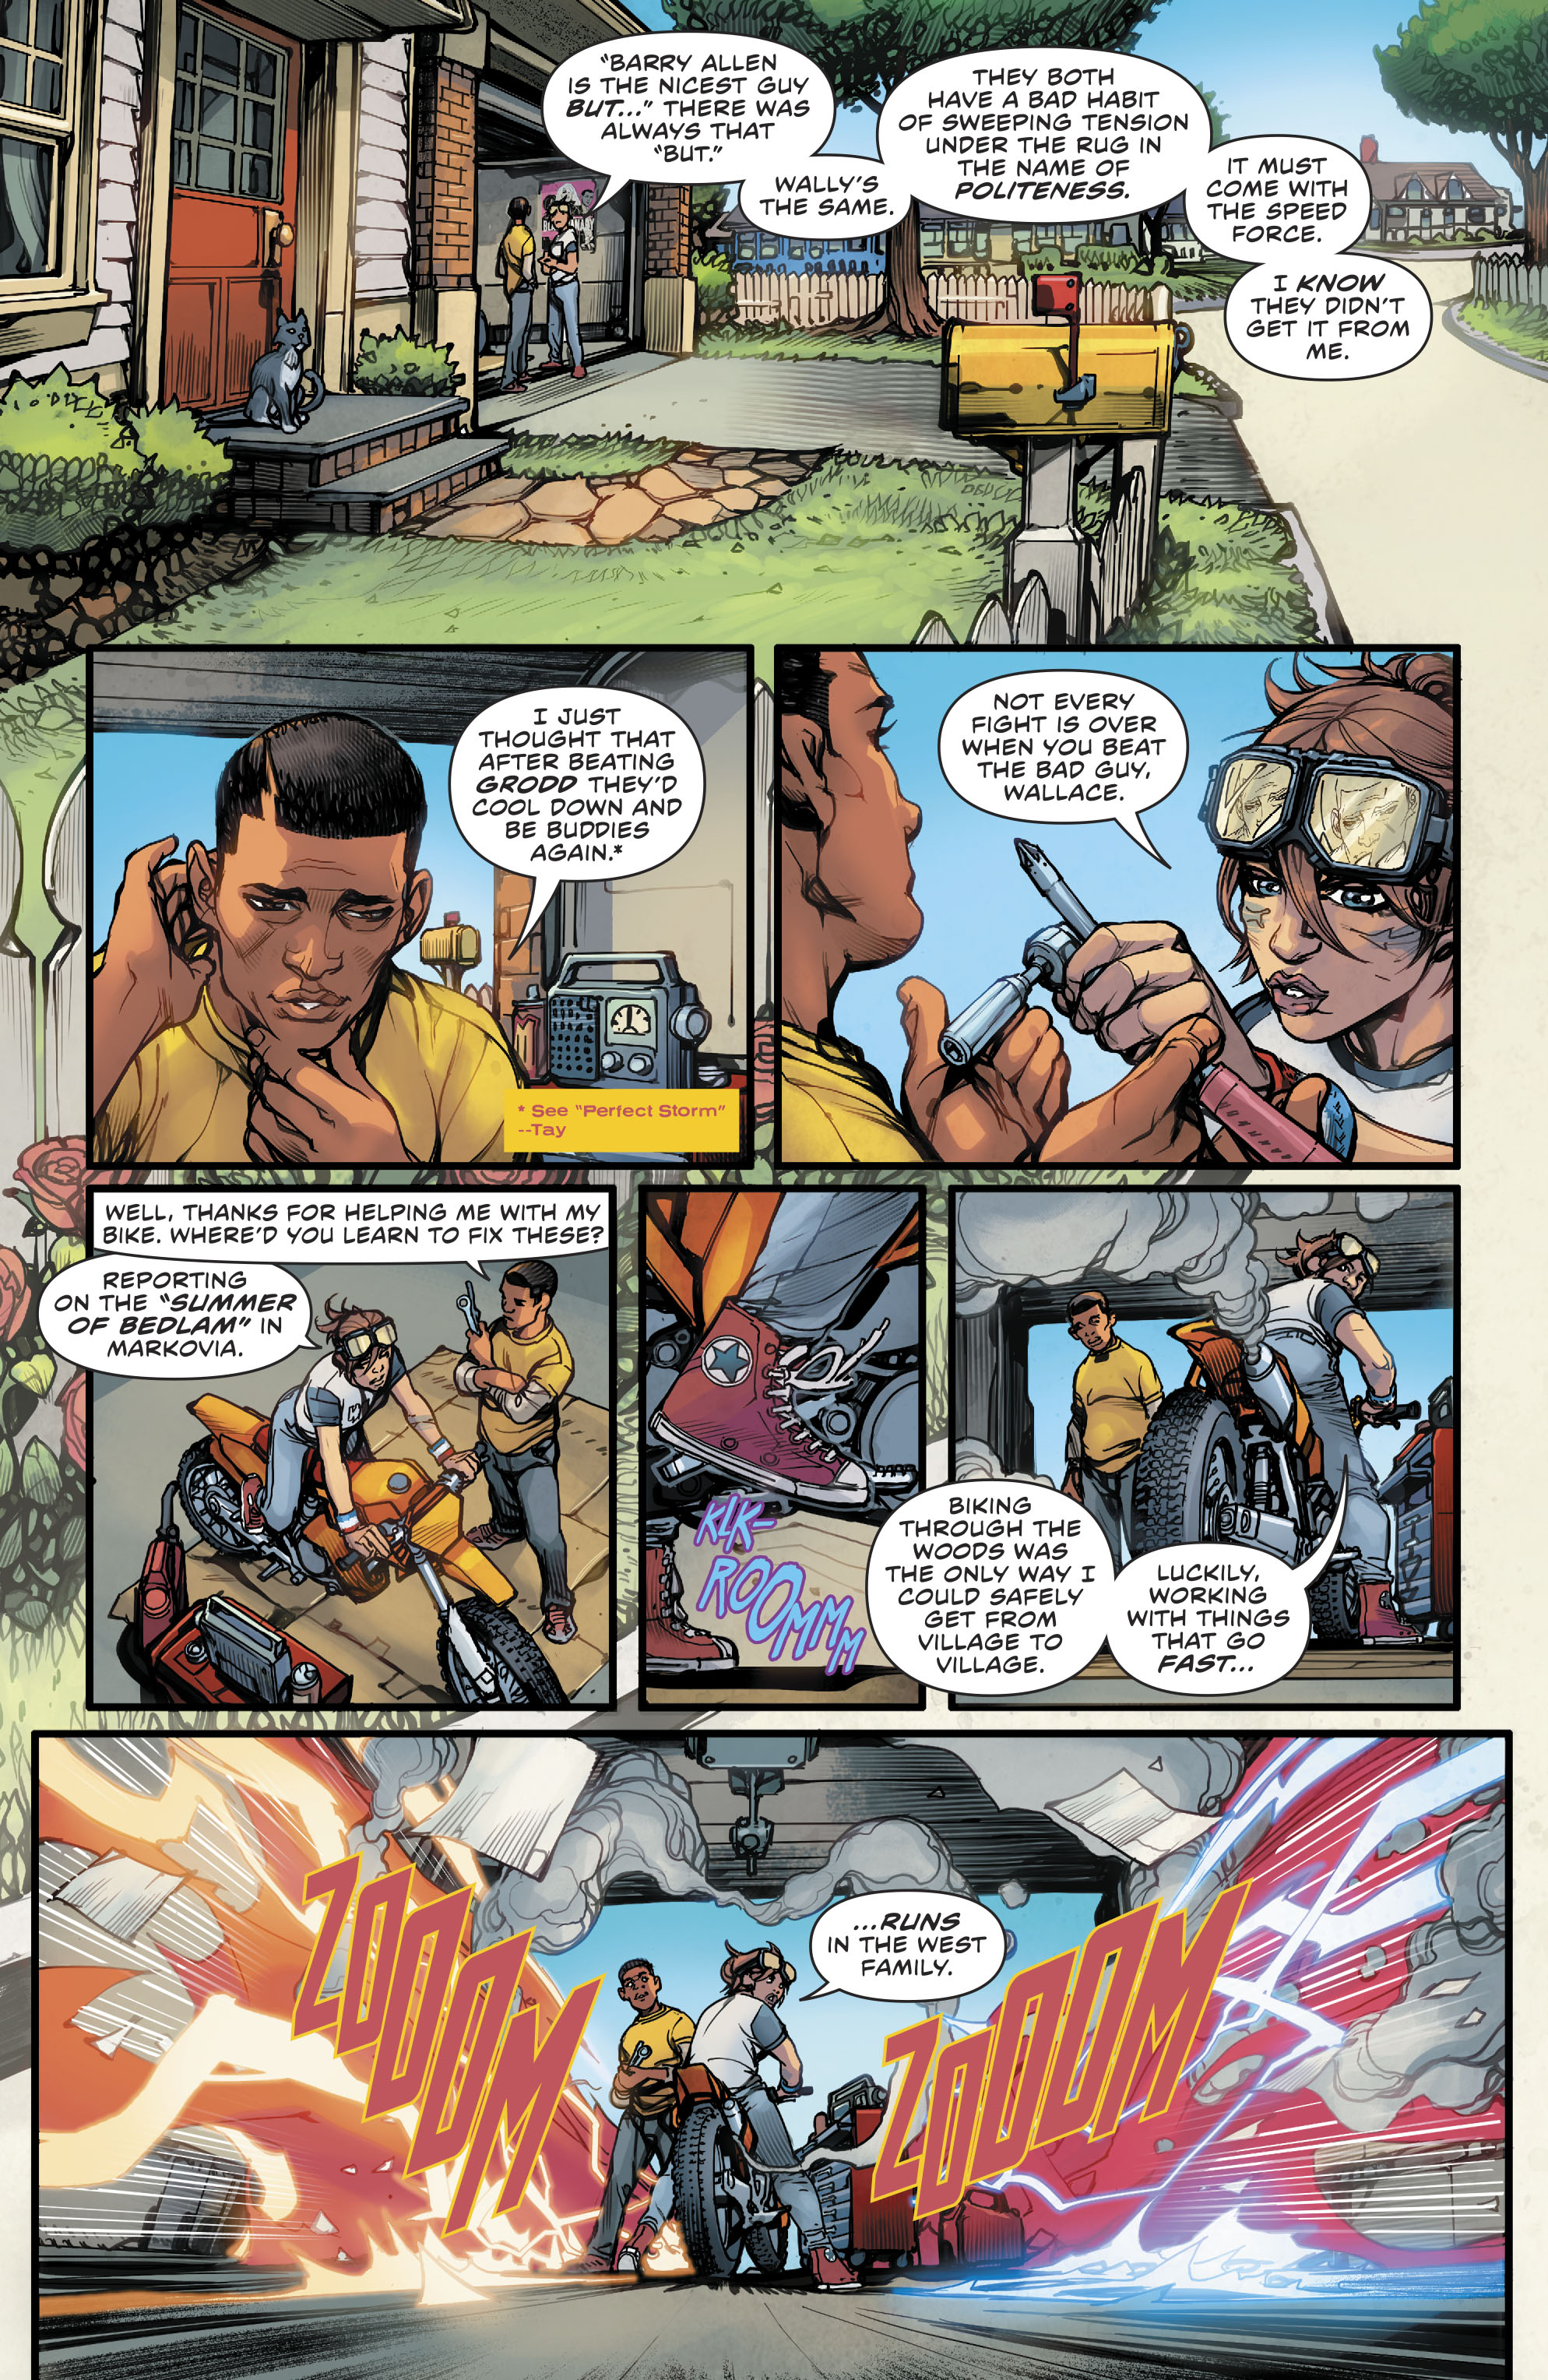 "BARRY ALLEN
IS THE NICEST GUY
BUT..." THERE WAS
ALWAYS THAT
"BUT."
WALLY'S
THE SAME.
THEY BOTH
HAVE A BAD HABIT
OF SWEEPING TENSION
UNDER THE RUG IN
THE NAME OF
POLITENESS.
IT MUST
COME WITH
THE SPEED
FORCE.
I KNOW
THEY DIDN'T
GET IT FROM
ME.
I JUST
THOUGHT THAT
AFTER BEATING
GRODD THEY'D
COOL DOWN AND
BE BUDDIES
AGAIN.*
* See "Perfect Storm"
--Tay
NOT EVERY
FIGHT IS OVER
WHEN YOU BEAT
THE BAD GUY,
WALLACE.
WELL, THANKS FOR HELPING ME WITH MY
BIKE. WHERE'D YOU LEARN TO FIX THESE?
REPORTING
ON THE "SUMMER
OF BEDLAM" IN
MARKOVIA.
KLK-
ROOMMM
BIKING
THROUGH THE
WOODS WAS
THE ONLY WAY I
COULD SAFELY
GET FROM
VILLAGE TO
VILLAGE.
LUCKILY,
WORKING
WITH THINGS
THAT GO
FAST...
ZOOOM
...RUNS
IN THE WEST
FAMILY.
ZOOOM